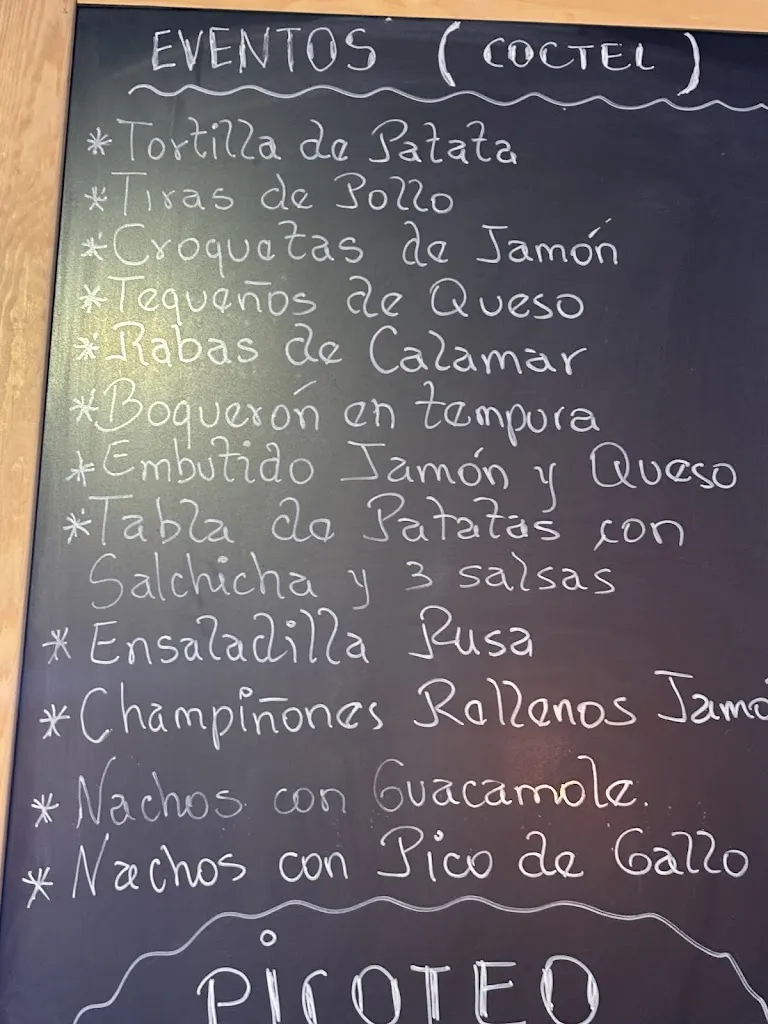 EVENTOS (COCTEL)
* Tortilla de Patata
* Tiras de Pollo
* Croquetas de Jamón
* Tequeños de Queso
* Rabas de Calamar
* Boquerón en tempura
* Embutido Jamón y Queso
* Tabla de Patatas con
Salchicha y 3 salsas
* Ensaladilla Rusa
* Champiñones Rellenos Jamó
* Nachos con Guacamole.
* Nachos con Pico de Gallo
PICOTEO